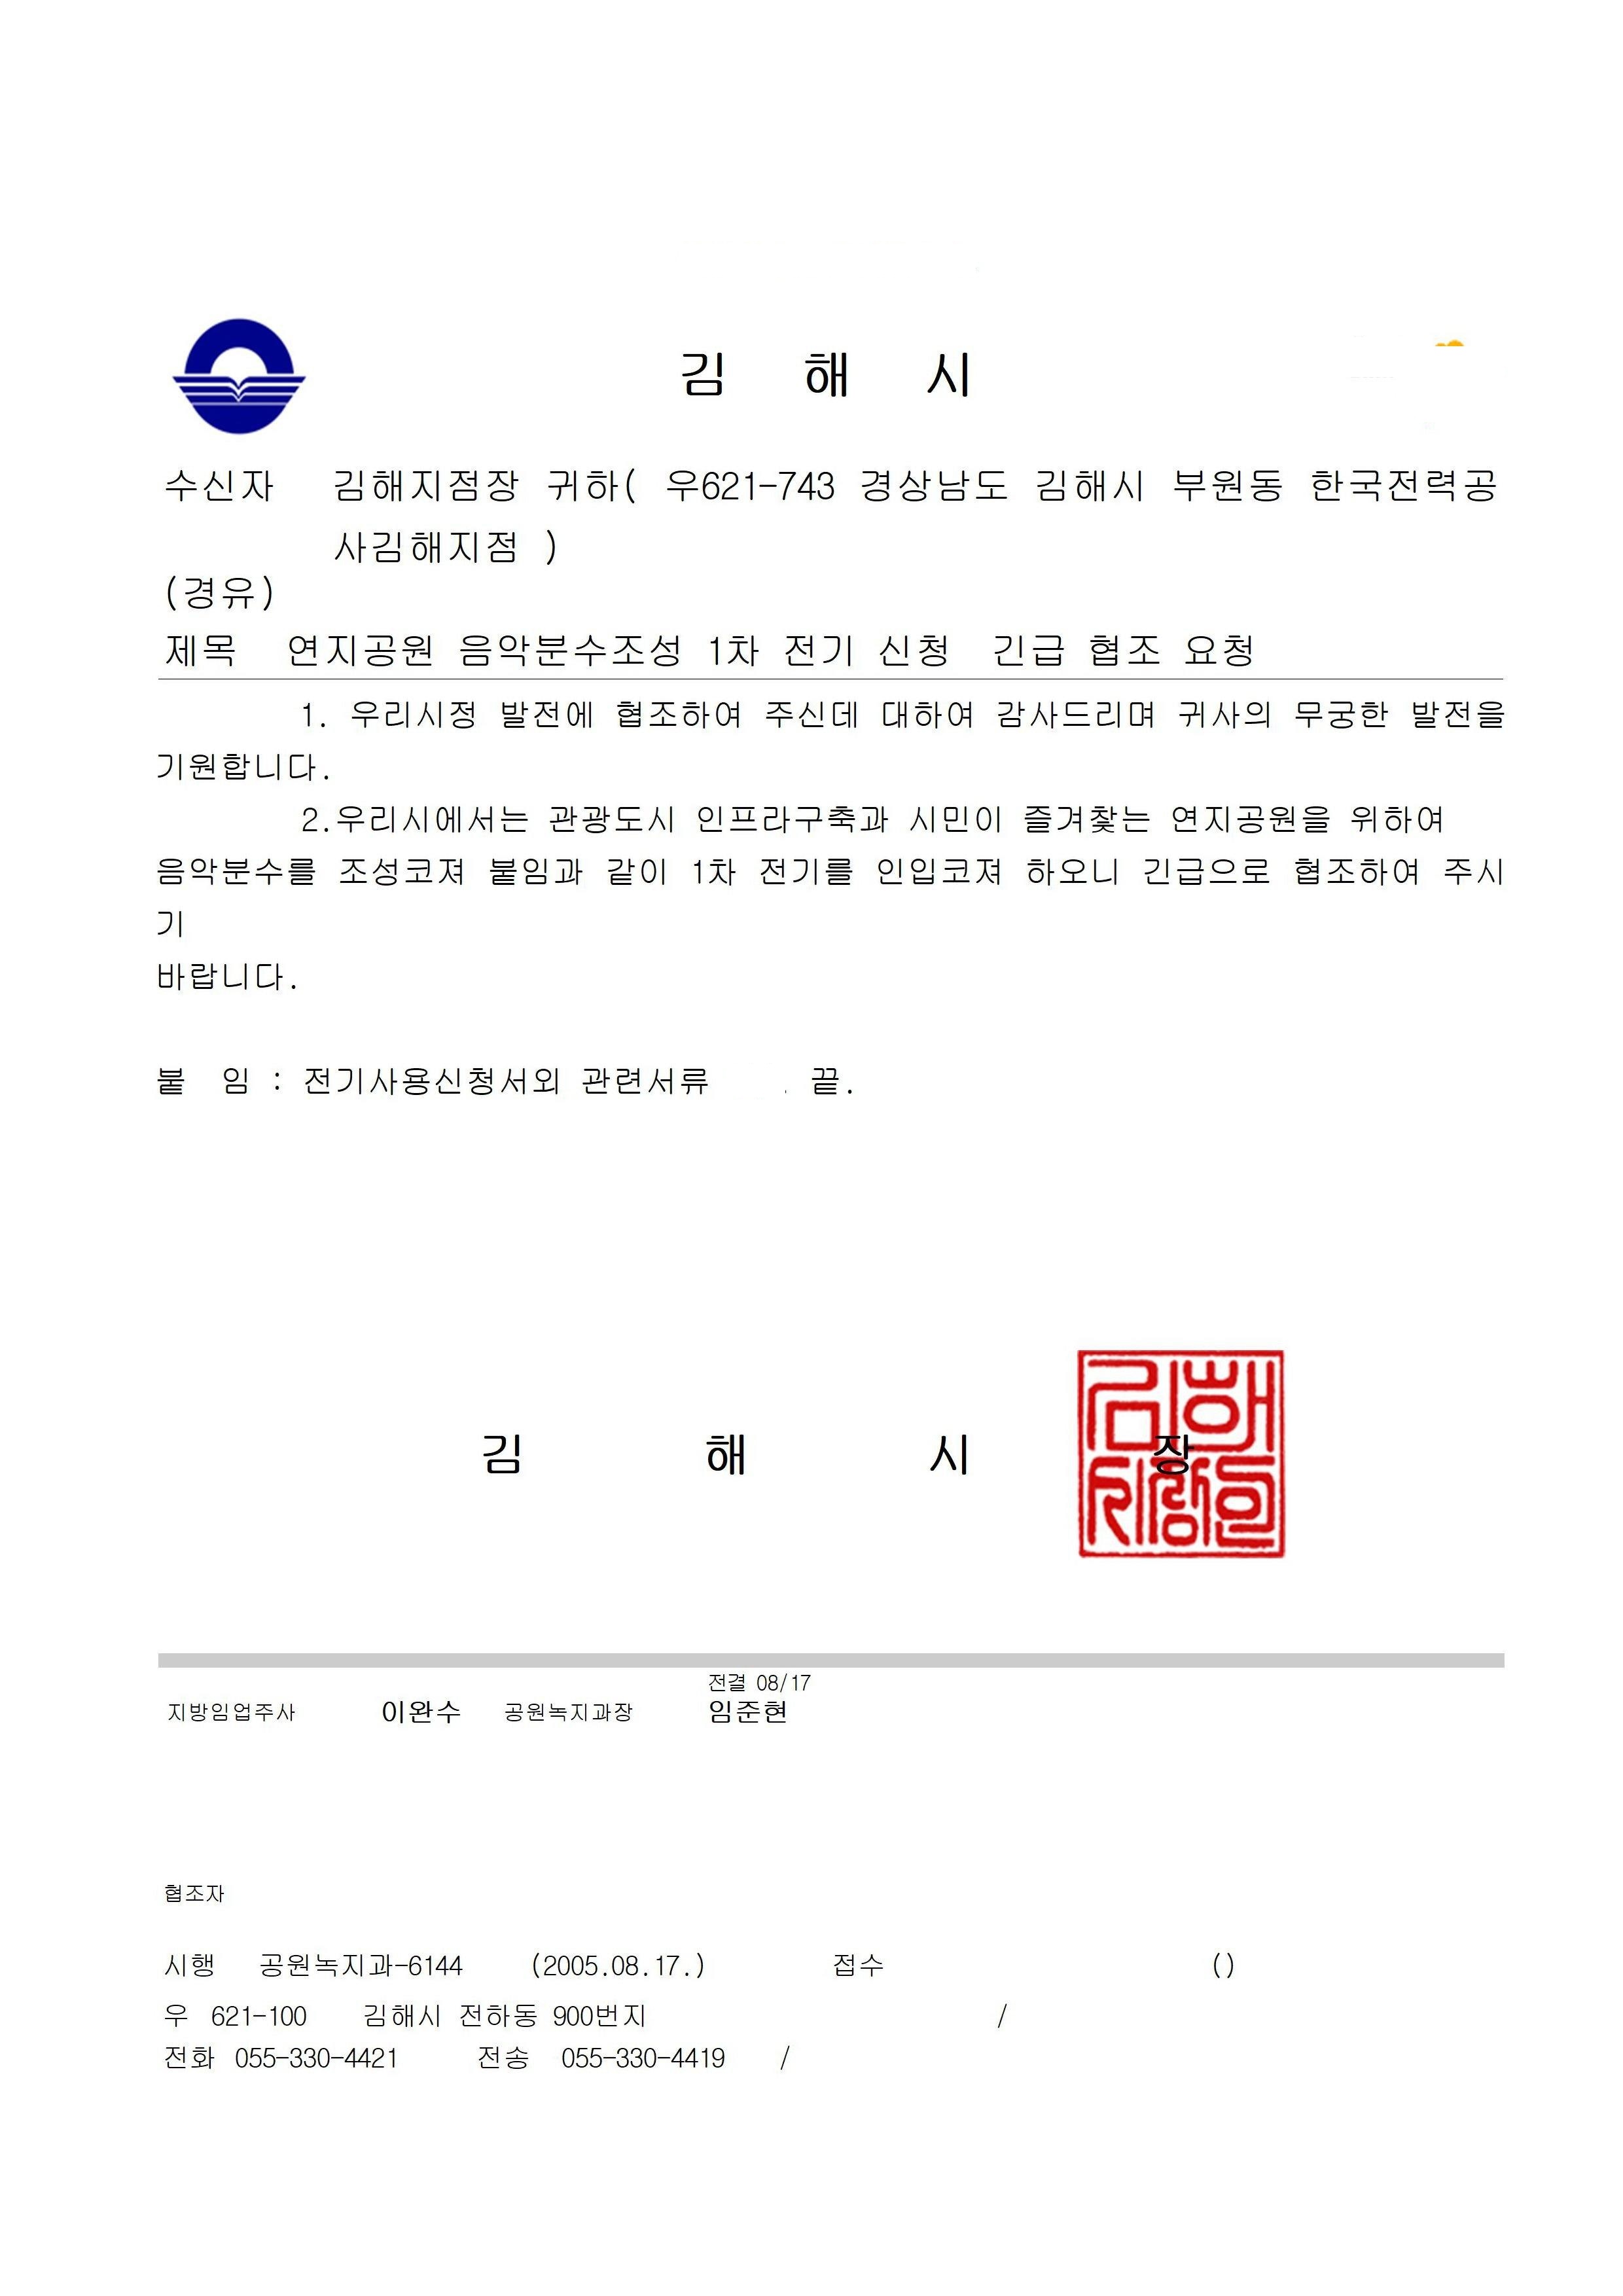 김 해 시
수신자 김해지점장 귀하( 우621-743 경상남도 김해시 부원동 한국전력공
사김해지점 )
(경유)
제목 연지공원 음악분수조성 1차 전기 신청 긴급 협조 요청
1. 우리시정 발전에 협조하여 주신데 대하여 감사드리며 귀사의 무궁한 발전을
기원합니다.
2.우리시에서는 관광도시 인프라구축과 시민이 즐겨찾는 연지공원을 위하여
음악분수를 조성코져 붙임과 같이 1차 전기를 인입코져 하오니 긴급으로 협조하여 주시
기
바랍니다.
붙 임 : 전기사용신청서외 관련서류 . 끝.
김 해 시 장
전결 08/17
지방임업주사 이완수 공원녹지과장 임준현
협조자
시행 공원녹지과-6144 (2005.08.17.) 접수 ()
우 621-100 김해시 전하동 900번지 /
전화 055-330-4421 전송 055-330-4419 /